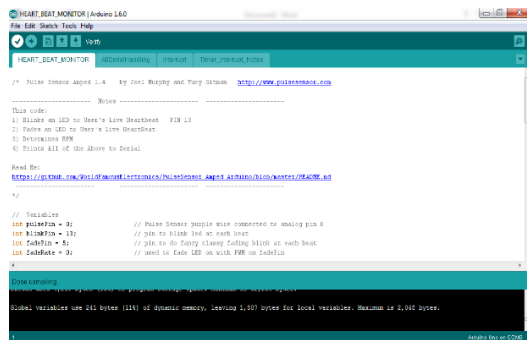 HEART_BEAT_MONITOR | Arduino 1.6.0
File Edit Sketch Tools Help
Verify
HEART_BEAT_MONITOR AllSerialHandling Interrupt Timer_Interrupt_Notes
/* Pulse Sensor Amped 1.4 by Joel Murphy and Yury Gitman http://www.pulsesensor.com
---------------------- Notes ---------------------- ----------------------
This code:
1) Blinks an LED to User's Live Heartbeat PIN 13
2) Fades an LED to User's Live HeartBeat
3) Determines BPM
4) Prints All of the Above to Serial
Read Me:
https://github.com/WorldFamousElectronics/PulseSensor_Amped_Arduino/blob/master/README.md
---------------------- ---------------------- ----------------------
*/
// Variables
int pulsePin = 0; // Pulse Sensor purple wire connected to analog pin 0
int blinkPin = 13; // pin to blink led at each beat
int fadePin = 5; // pin to do fancy classy fading blink at each beat
int fadeRate = 0; // used to fade LED on with PWM on fadePin
Done compiling.
Global variables use 241 bytes (11%) of dynamic memory, leaving 1,807 bytes for local variables. Maximum is 2,048 bytes.
1
Arduino Uno on COM6